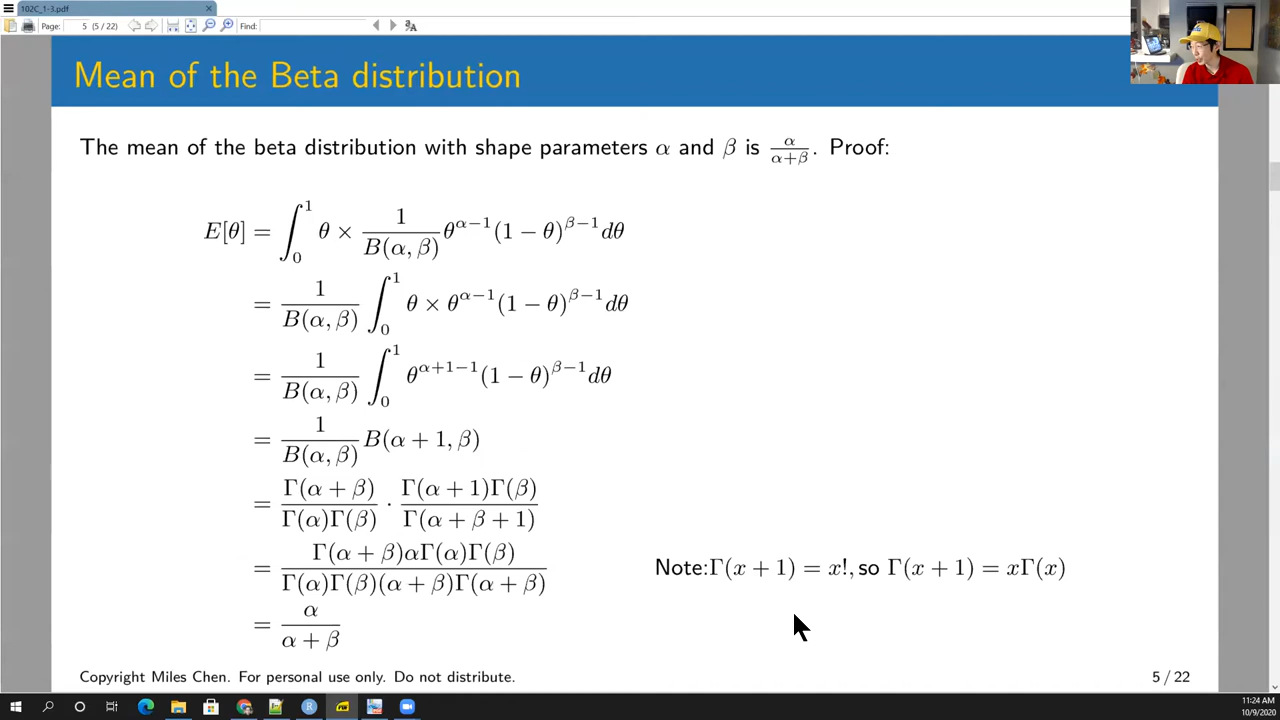 102C_1-3.pdf ×
Page: 5 (5 / 22) Find:
Mean of the Beta distribution
The mean of the beta distribution with shape parameters α and β is α/(α+β). Proof:
E[θ] = ∫₀¹ θ × 1/B(α, β) θ^{α−1}(1 − θ)^{β−1}dθ
= 1/B(α, β) ∫₀¹ θ × θ^{α−1}(1 − θ)^{β−1}dθ
= 1/B(α, β) ∫₀¹ θ^{α+1−1}(1 − θ)^{β−1}dθ
= 1/B(α, β) B(α + 1, β)
= Γ(α + β)/Γ(α)Γ(β) · Γ(α + 1)Γ(β)/Γ(α + β + 1)
= Γ(α + β)αΓ(α)Γ(β)/Γ(α)Γ(β)(α + β)Γ(α + β) Note:Γ(x + 1) = x!, so Γ(x + 1) = xΓ(x)
= α/(α + β)
Copyright Miles Chen. For personal use only. Do not distribute. 5 / 22
11:24 AM
10/9/2020